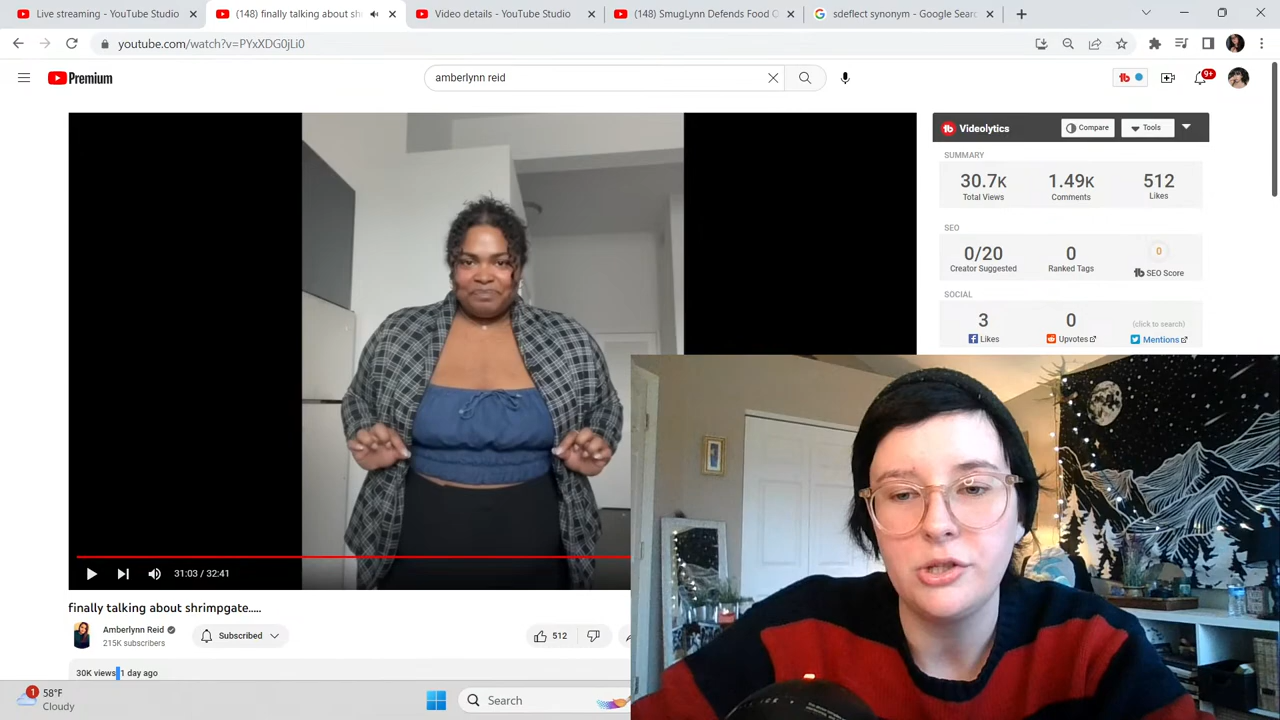 Live streaming - YouTube Studio
(148) finally talking about sh
Video details - YouTube Studio
(148) SmugLynn Defends Food G
sdeflect synonym - Google Sear
youtube.com/watch?v=PYxXDG0jLi0
Premium
amberlynn reid
9+
Videolytics
Compare
Tools
SUMMARY
30.7K
1.49K
512
Total Views
Comments
Likes
SEO
0/20
0
0
Creator Suggested
Ranked Tags
SEO Score
SOCIAL
3
0
(click to search)
Likes
Upvotes
Mentions
31:03 / 32:41
finally talking about shrimpgate.....
Amberlynn Reid
215K subscribers
Subscribed
512
30K views 1 day ago
1
58°F
Cloudy
Search